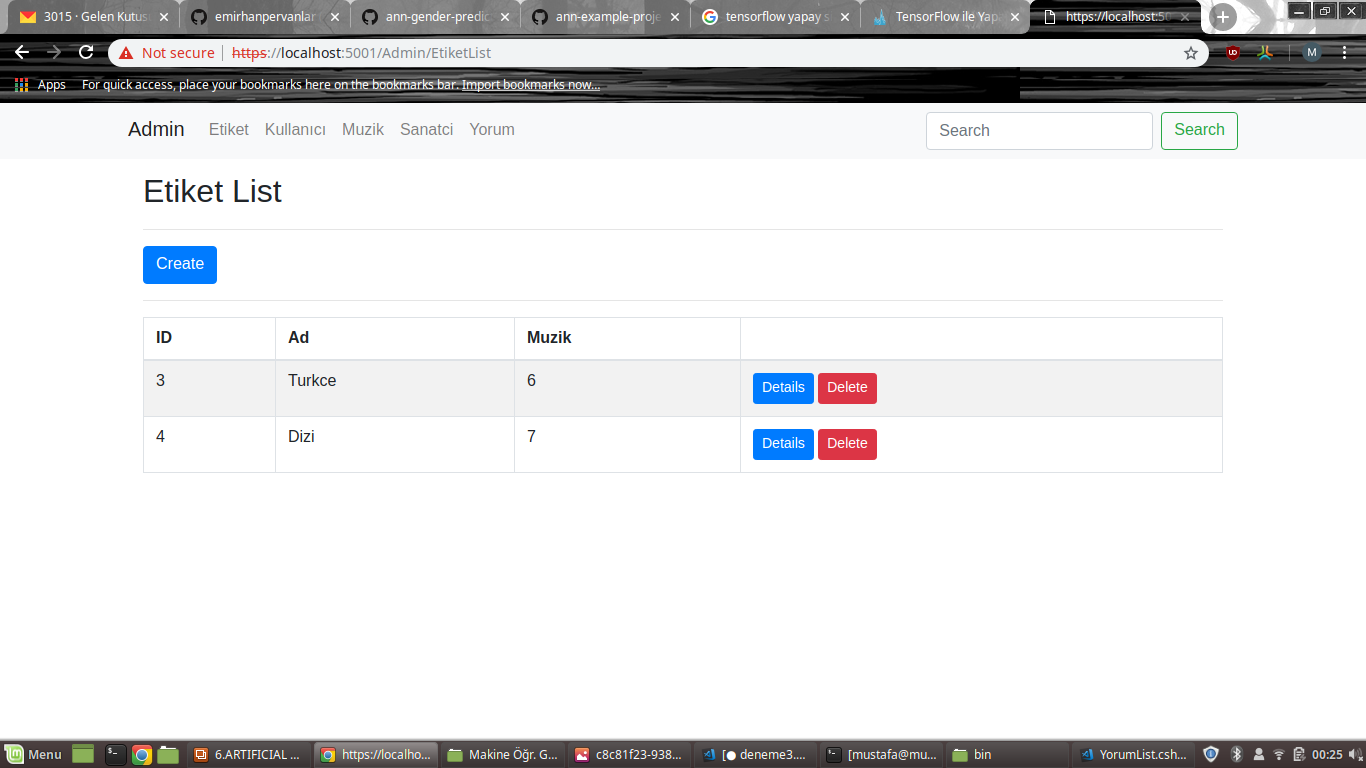 3015 · Gelen Kutus
emirhanpervanlar
ann-gender-predic
ann-example-proje
tensorflow yapay s
TensorFlow ile Yap
https://localhost:50
Not secure https://localhost:5001/Admin/EtiketList
M
Apps For quick access, place your bookmarks here on the bookmarks bar. Import bookmarks now...
Admin Etiket Kullanıcı Muzik Sanatci Yorum Search Search
Etiket List
Create
ID Ad Muzik
3 Turkce 6 Details Delete
4 Dizi 7 Details Delete
Menu 6.ARTIFICIAL ... https://localho... Makine Öğr. G... c8c81f23-938... [● deneme3.... [mustafa@mu... bin YorumList.csh... 00:25